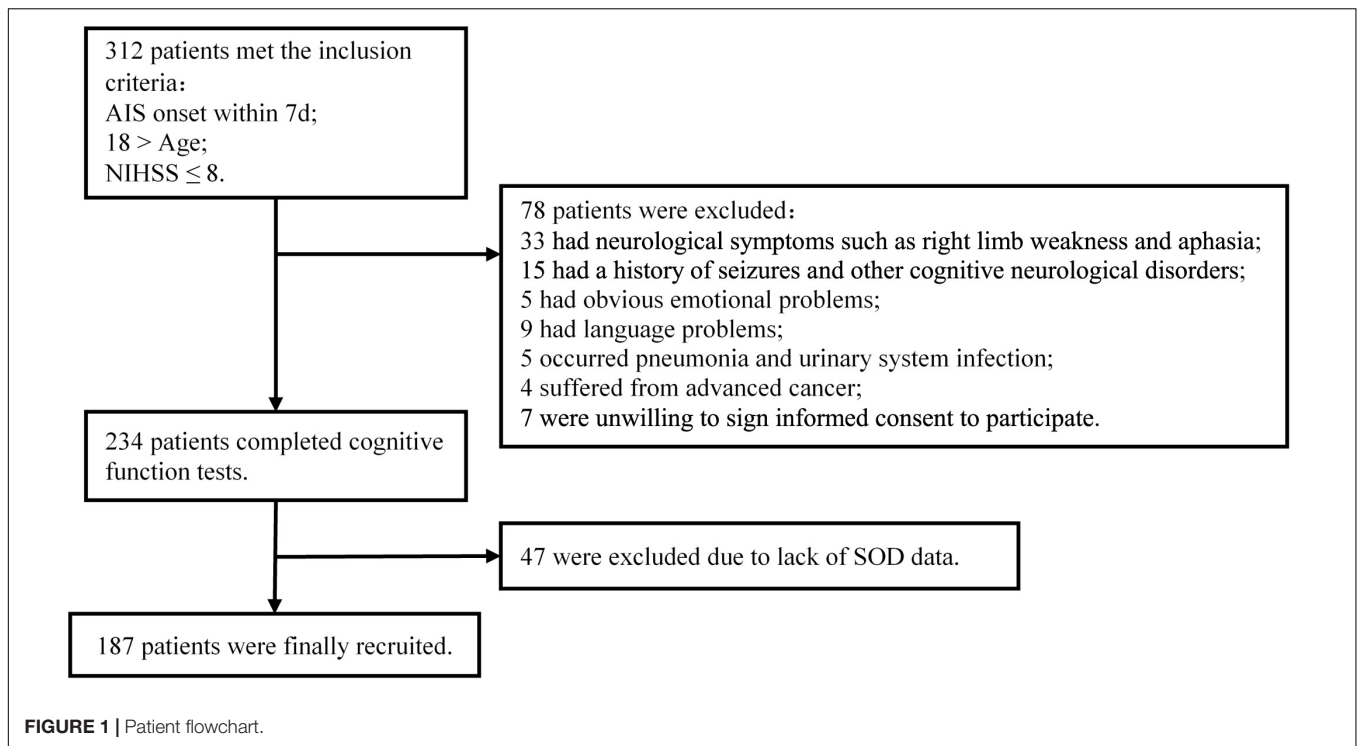 312 patients met the inclusion
criteria：
AIS onset within 7d;
18 > Age;
NIHSS ≤ 8.
78 patients were excluded：
33 had neurological symptoms such as right limb weakness and aphasia;
15 had a history of seizures and other cognitive neurological disorders;
5 had obvious emotional problems;
9 had language problems;
5 occurred pneumonia and urinary system infection;
4 suffered from advanced cancer;
7 were unwilling to sign informed consent to participate.
234 patients completed cognitive
function tests.
47 were excluded due to lack of SOD data.
187 patients were finally recruited.
FIGURE 1 | Patient flowchart.